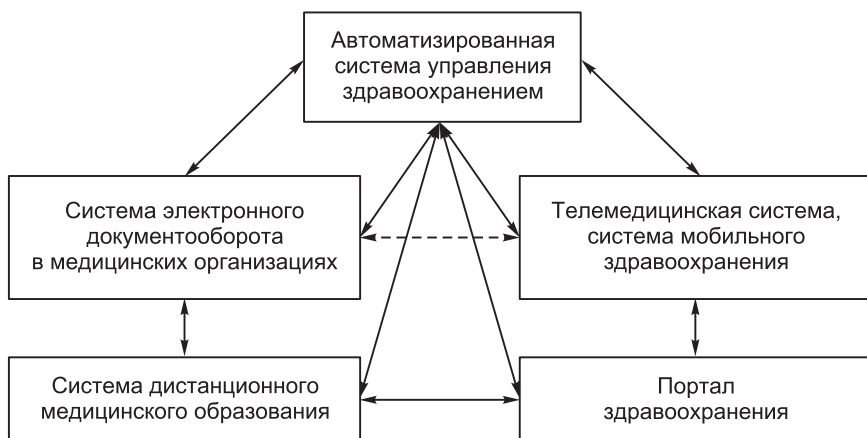 Автоматизированная
система управления
здравоохранением
Система электронного
документооборота
в медицинских организациях
Телемедицинская система,
система мобильного
здравоохранения
Система дистанционного
медицинского образования
Портал
здравоохранения